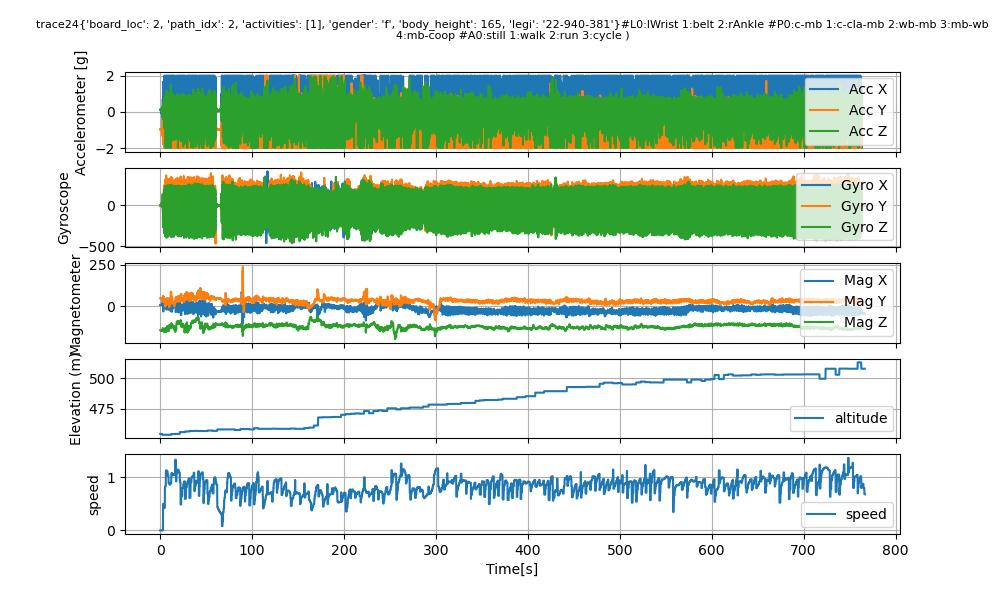 trace24{'board_loc': 2, 'path_idx': 2, 'activities': [1], 'gender': 'f', 'body_height': 165, 'legi': '22-940-381'}#L0:lWrist 1:belt 2:rAnkle #P0:c-mb 1:c-cla-mb 2:wb-mb 3:mb-wb
4:mb-coop #A0:still 1:walk 2:run 3:cycle )
Accelerometer [g]
2
0
−2
Acc X
Acc Y
Acc Z
Gyroscope
0
−500
Gyro X
Gyro Y
Gyro Z
Magnetometer
250
0
Mag X
Mag Y
Mag Z
Elevation (m)
500
475
altitude
speed
1
0
speed
0
100
200
300
400
500
600
700
800
Time[s]